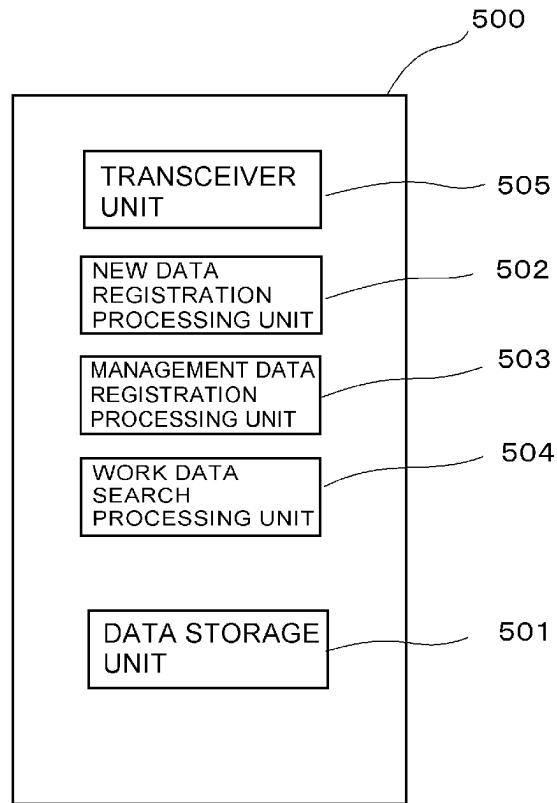 500
TRANSCEIVER
UNIT
505
NEW DATA
REGISTRATION
PROCESSING UNIT
502
MANAGEMENT DATA
REGISTRATION
PROCESSING UNIT
503
WORK DATA
SEARCH
PROCESSING UNIT
504
DATA STORAGE
UNIT
501